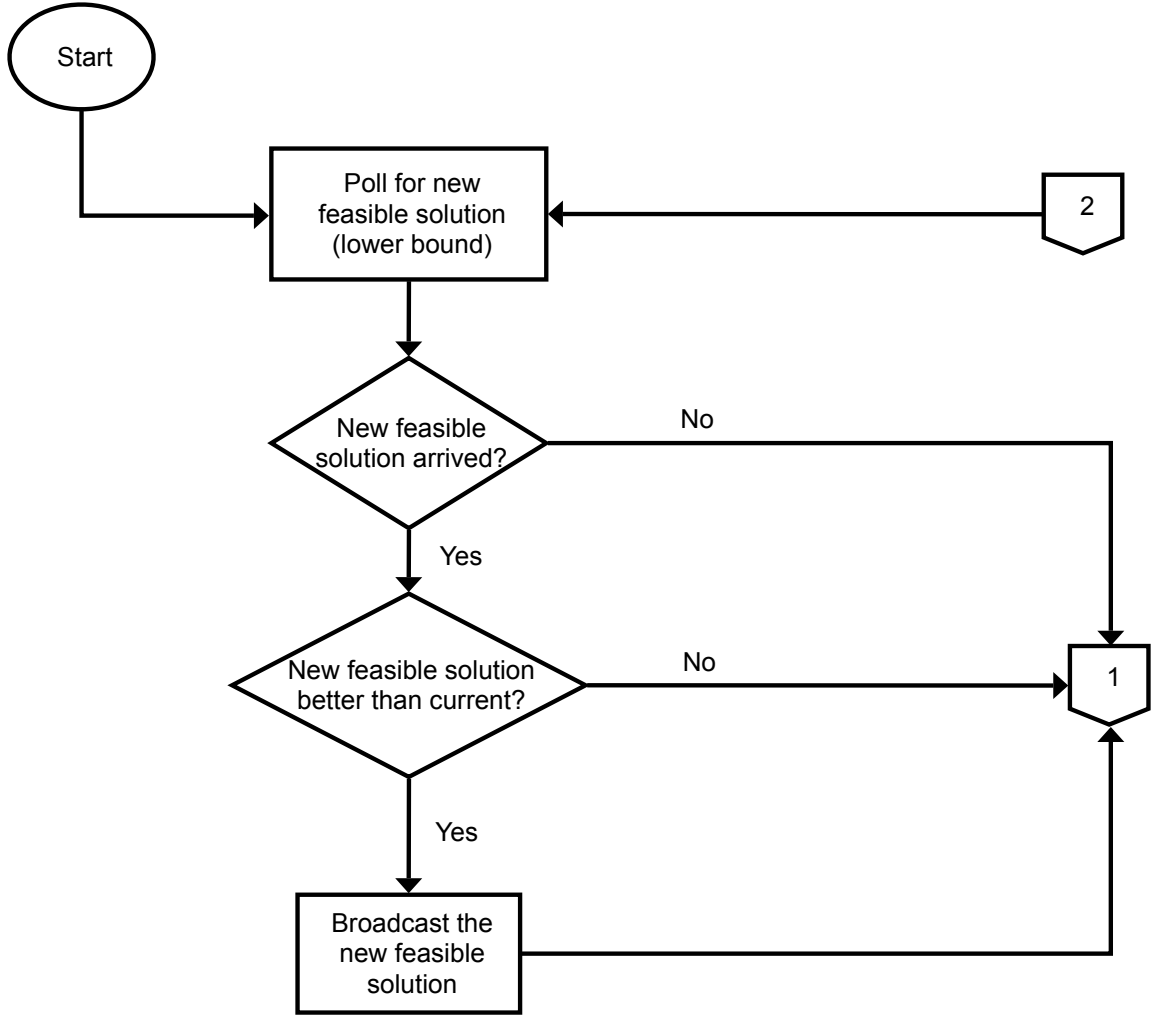 Start
Poll for new
feasible solution
(lower bound)
2
New feasible
solution arrived?
No
Yes
New feasible solution
better than current?
No
1
Yes
Broadcast the
new feasible
solution